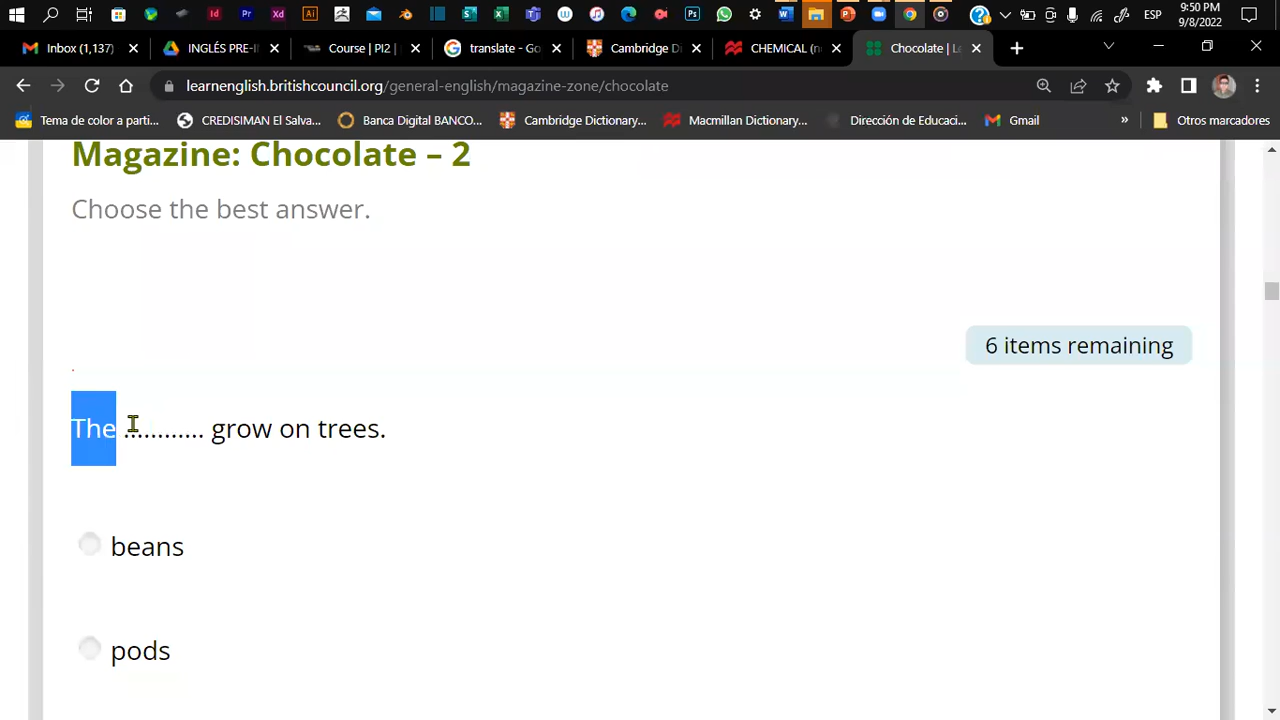 9:50 PM
ESP
9/8/2022
Inbox (1,137)
INGLÉS PRE-I
Course | PI2 |
translate - Go
Cambridge Di
CHEMICAL (n
Chocolate | Le
learnenglish.britishcouncil.org/general-english/magazine-zone/chocolate
Tema de color a parti...
CREDISIMAN El Salva...
Banca Digital BANCO...
Cambridge Dictionary...
Macmillan Dictionary...
Dirección de Educaci...
Gmail
»
Otros marcadores
Magazine: Chocolate – 2
Choose the best answer.
6 items remaining
The ............ grow on trees.
beans
pods